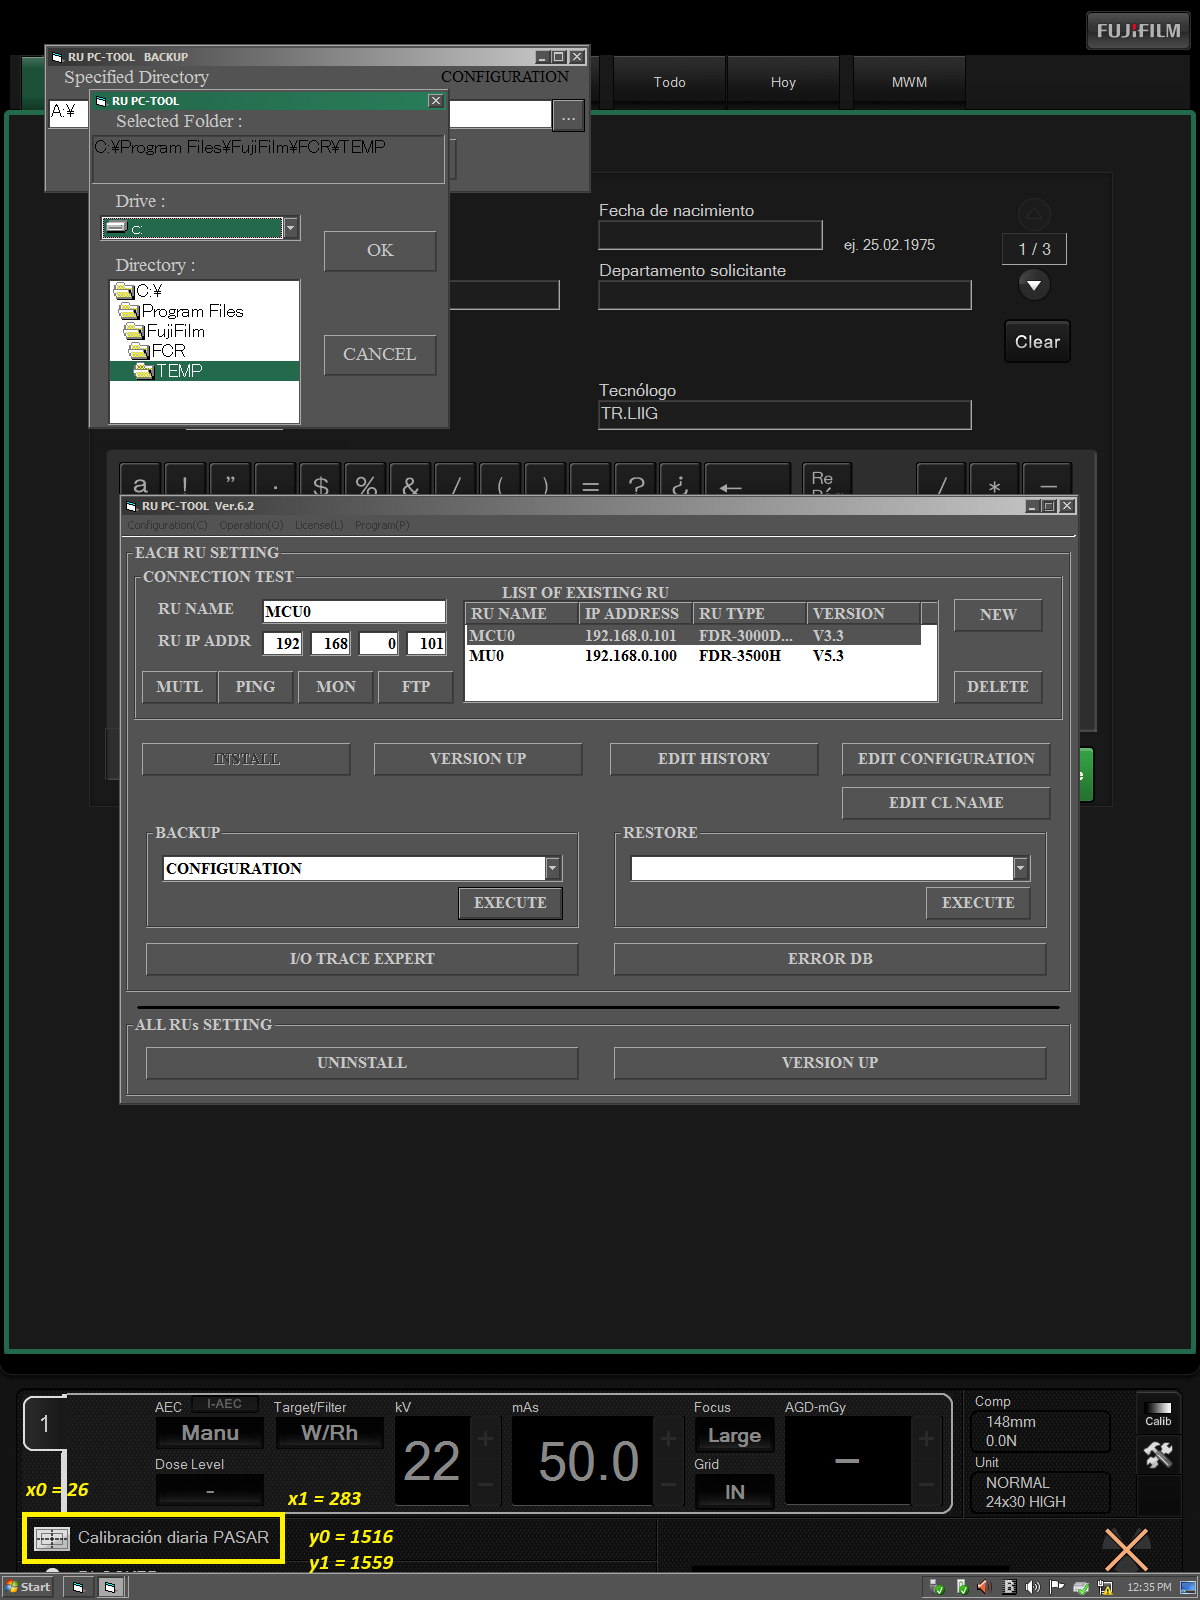 FUJIFILM
RU PC-TOOL   BACKUP
Specified Directory
CONFIGURATION
A:¥
...
Todo
Hoy
MWM
RU PC-TOOL
Selected Folder :
C:¥Program Files¥FujiFilm¥FCR¥TEMP
Drive :
c:
OK
Directory :
C:¥
Program Files
FujiFilm
FCR
TEMP
CANCEL
Fecha de nacimiento
ej. 25.02.1975
1 / 3
Departamento solicitante
Clear
Tecnólogo
TR.LIIG
a ! " . $ % & / ( ) = ? ¿ ← Re / * –
RU PC-TOOL  Ver.6.2
Configuration(C) Operation(O) License(L) Program(P)
EACH RU SETTING
CONNECTION TEST
RU NAME
MCU0
RU IP ADDR
192 168 0 101
MUTL PING MON FTP
LIST OF EXISTING RU
RU NAME IP ADDRESS RU TYPE VERSION
MCU0 192.168.0.101 FDR-3000D... V3.3
MU0 192.168.0.100 FDR-3500H V5.3
NEW
DELETE
INSTALL
VERSION UP
EDIT HISTORY
EDIT CONFIGURATION
EDIT CL NAME
e
BACKUP
CONFIGURATION
EXECUTE
RESTORE
EXECUTE
I/O TRACE EXPERT
ERROR DB
ALL RUs SETTING
UNINSTALL
VERSION UP
1
AEC I-AEC
Manu
Dose Level
-
Target/Filter
W/Rh
kV
22
+
–
mAs
50.0
+
–
Focus
Large
Grid
IN
AGD-mGy
–
+
–
Comp
148mm
0.0N
Unit
NORMAL
24x30 HIGH
Calib
x0 = 26
x1 = 283
Calibración diaria PASAR
y0 = 1516
y1 = 1559
Start
12:35 PM